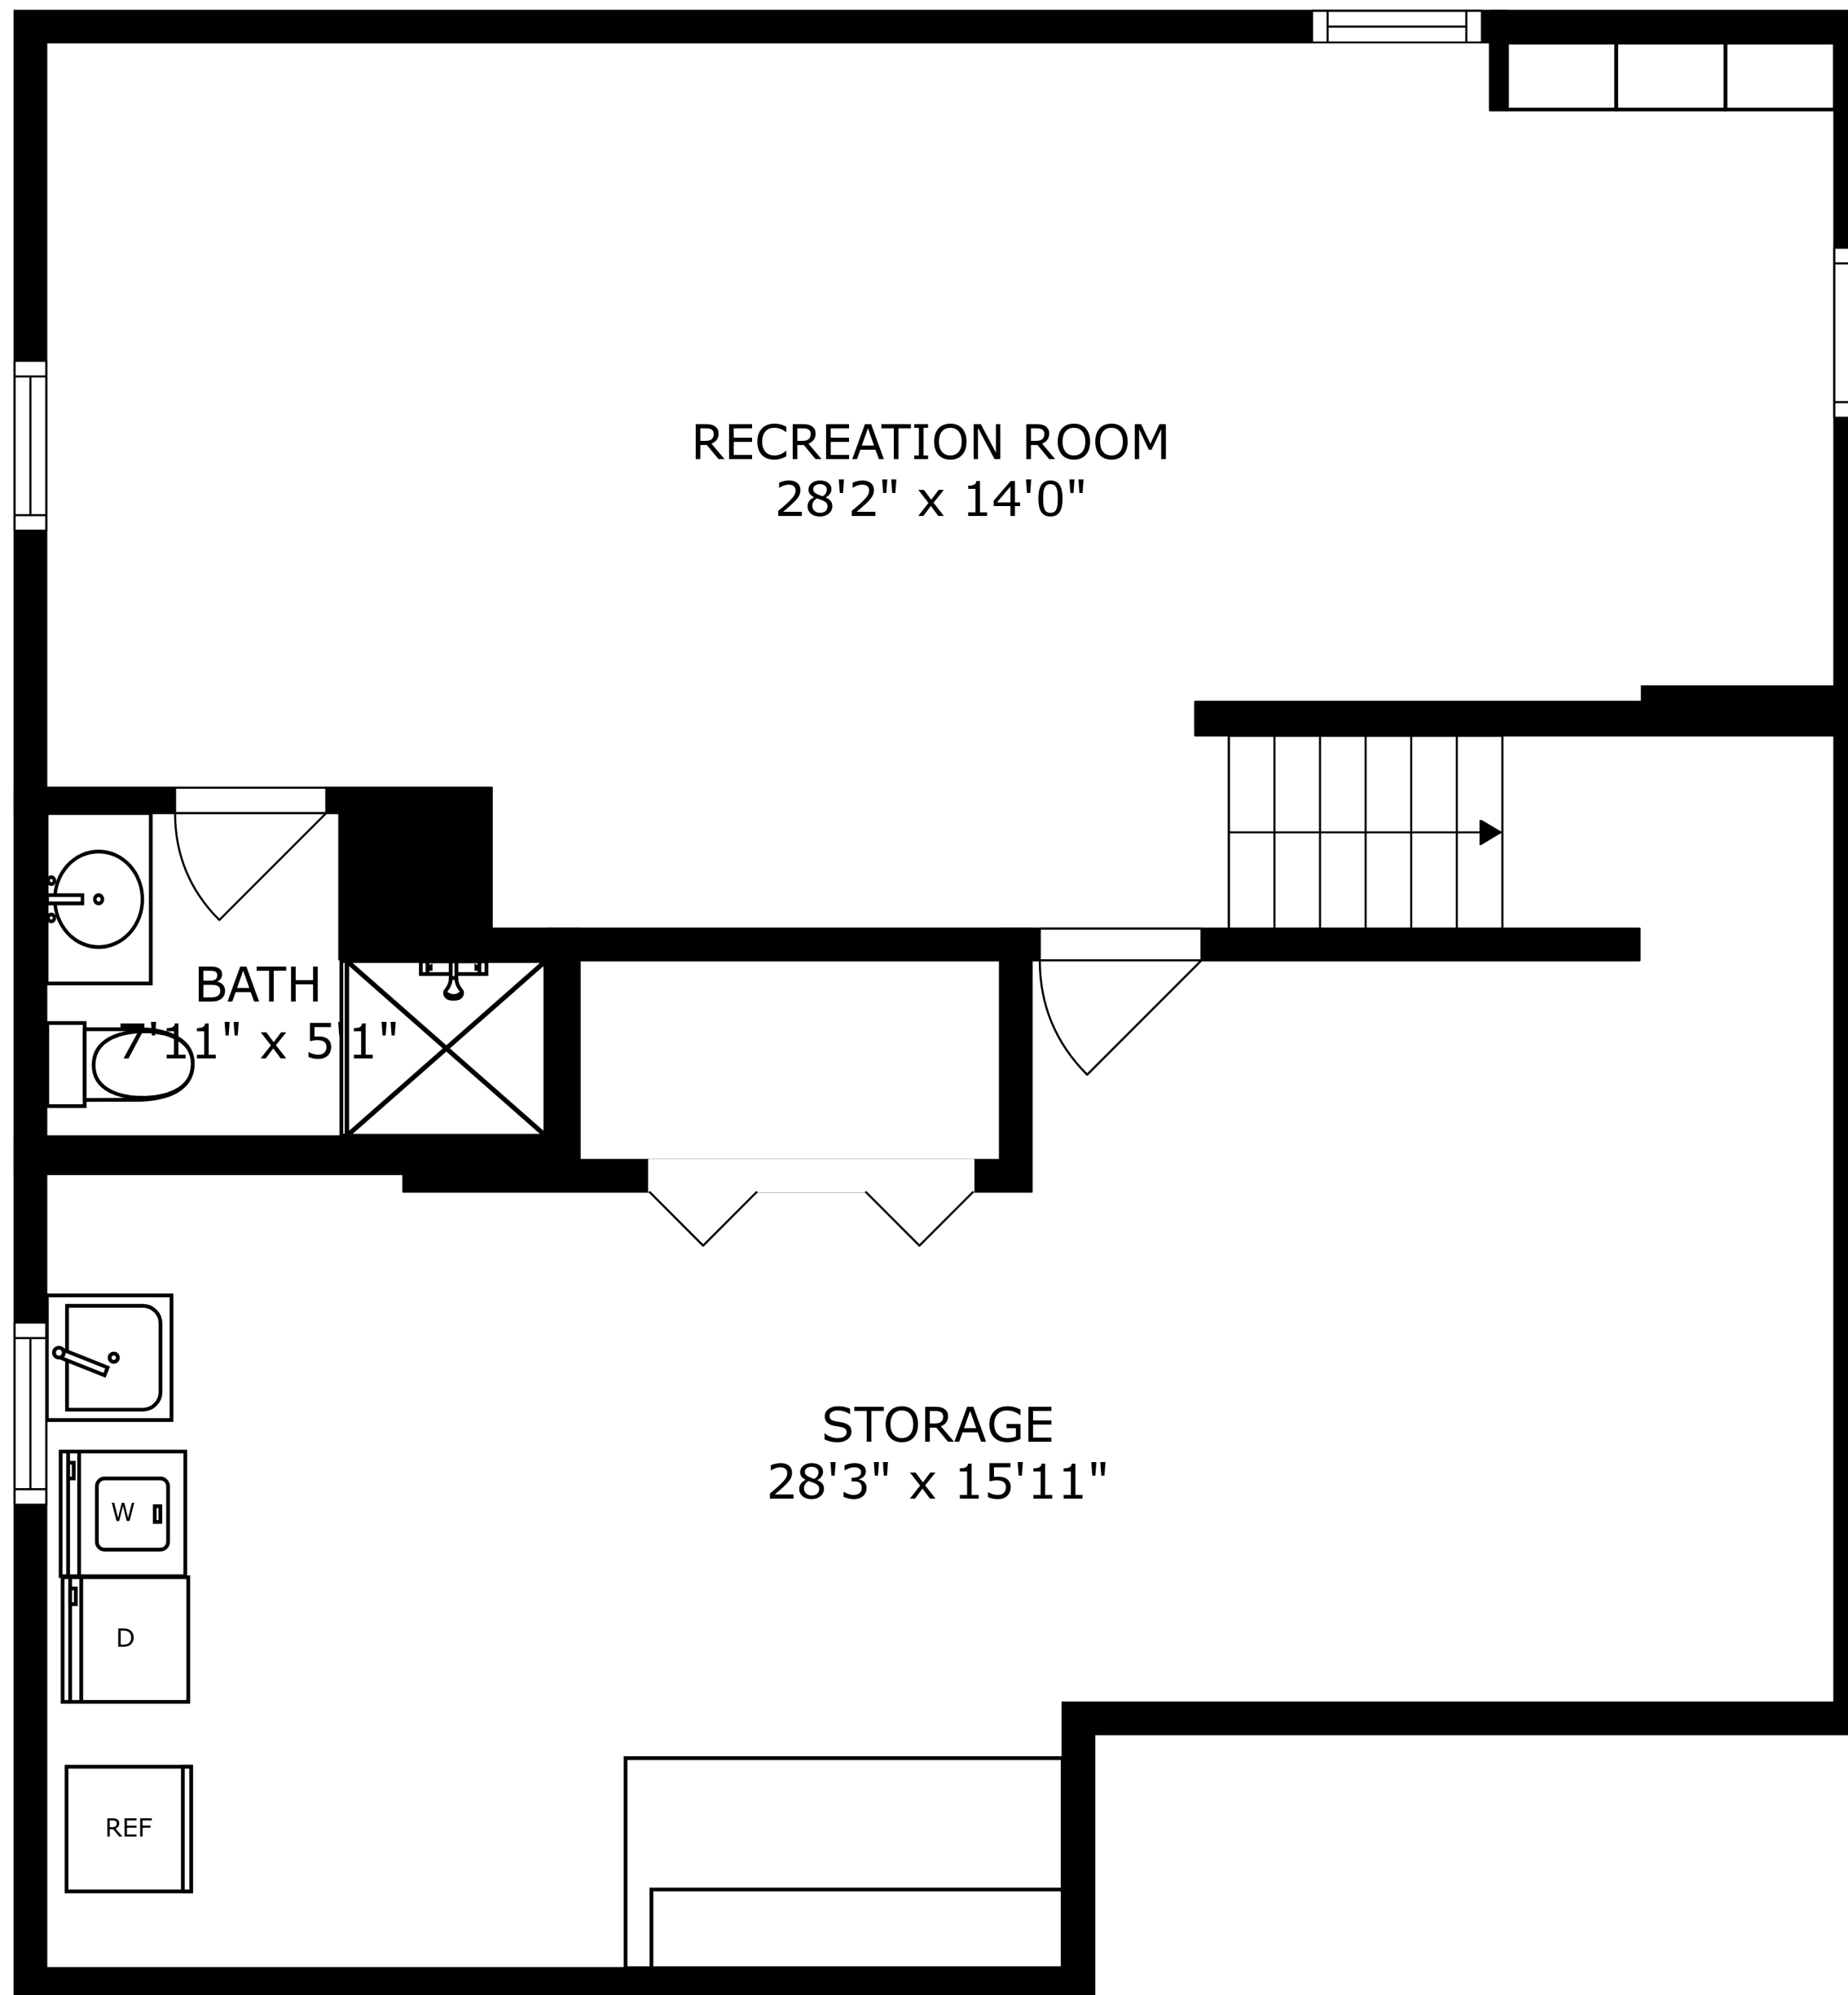 RECREATION ROOM
28'2" x 14'0"
BATH
7'11" x 5'1"
STORAGE
28'3" x 15'11"
W
D
REF